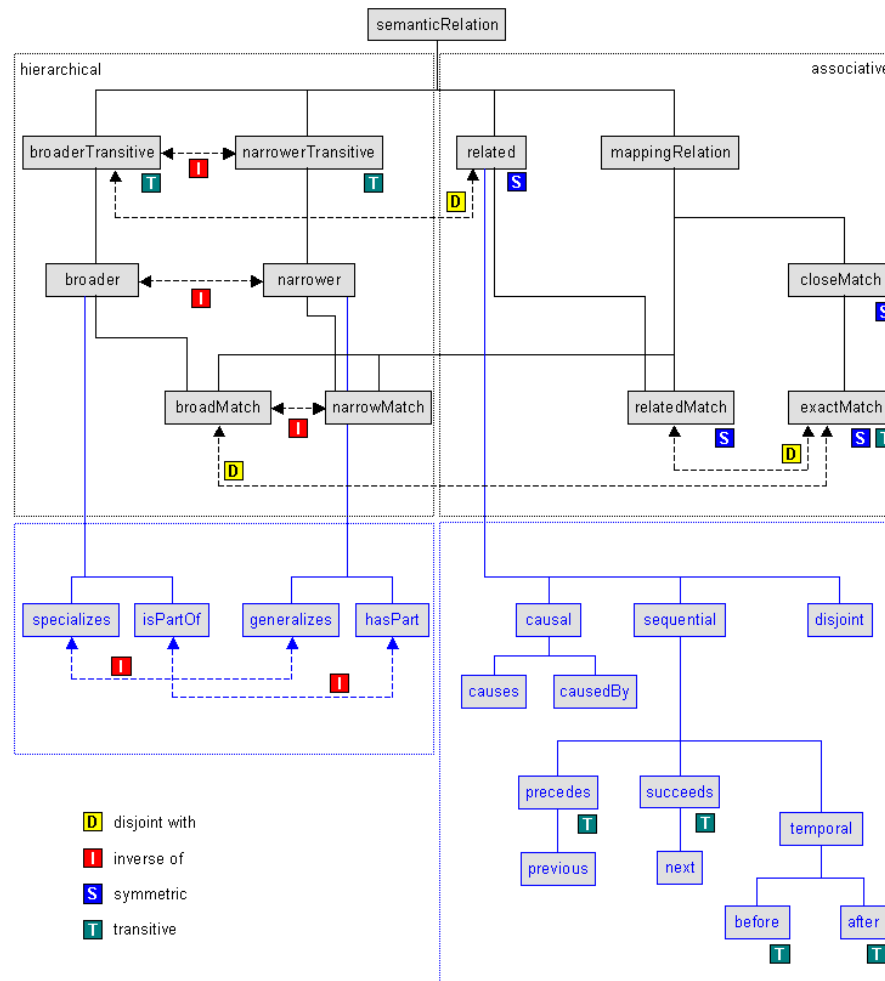 semanticRelation
hierarchical
associative
broaderTransitive
narrowerTransitive
related
mappingRelation
I
T
T
D
S
broader
narrower
closeMatch
I
S
broadMatch
narrowMatch
relatedMatch
exactMatch
I
S
S
T
D
D
specializes
isPartOf
generalizes
hasPart
causal
sequential
disjoint
I
I
causes
causedBy
precedes
succeeds
T
T
temporal
previous
next
before
after
T
T
D disjoint with
I inverse of
S symmetric
T transitive